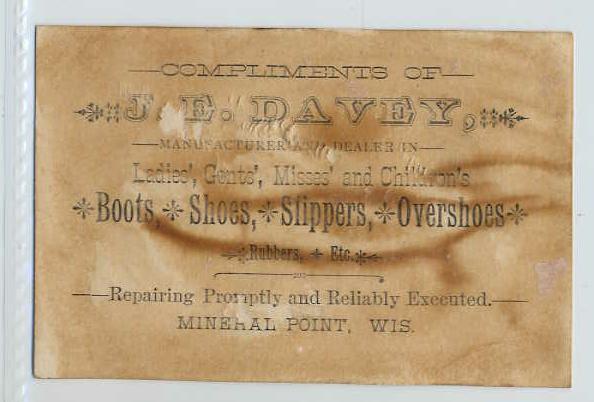 COMPLIMENTS OF
J. E. DAVEY,
MANUFACTURER AND DEALER IN
Ladies', Gents', Misses' and Children's
Boots, Shoes, Slippers, Overshoes
Rubbers, Etc.
Repairing Promptly and Reliably Executed.
MINERAL POINT, WIS.